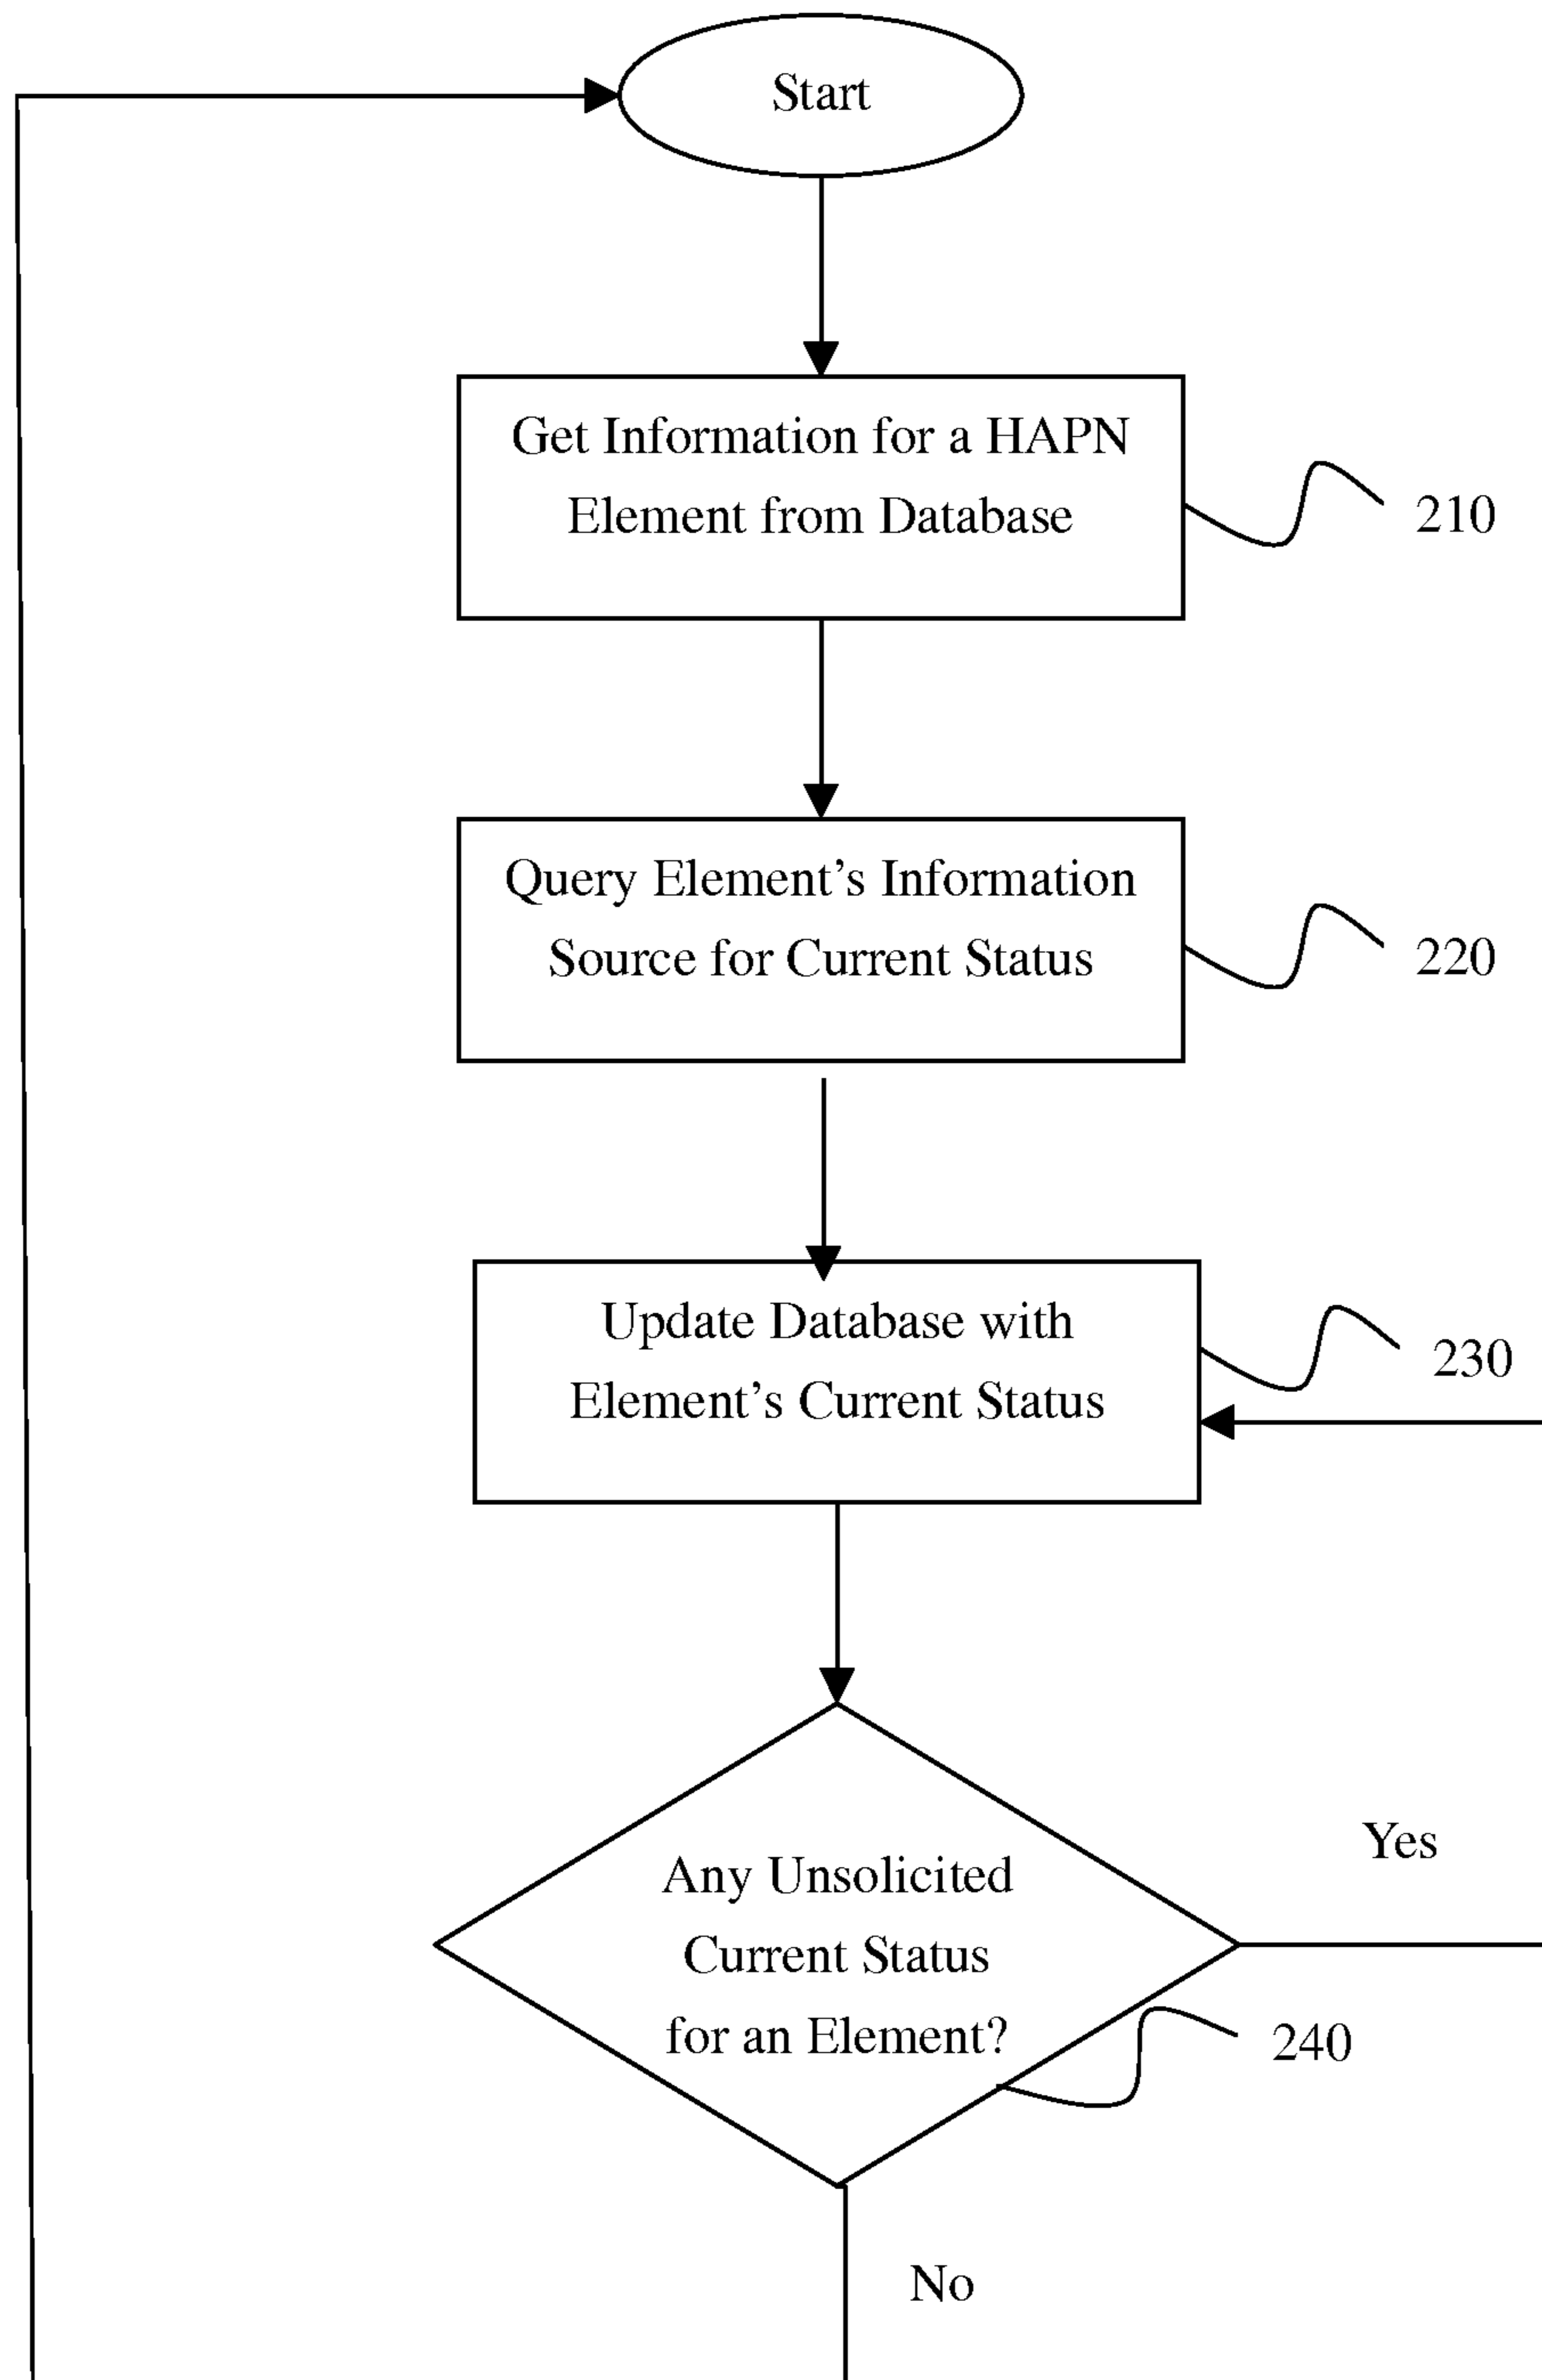 Start
Get Information for a HAPN
Element from Database
210
Query Element’s Information
Source for Current Status
220
Update Database with
Element’s Current Status
230
Any Unsolicited
Current Status
for an Element?
Yes
240
No